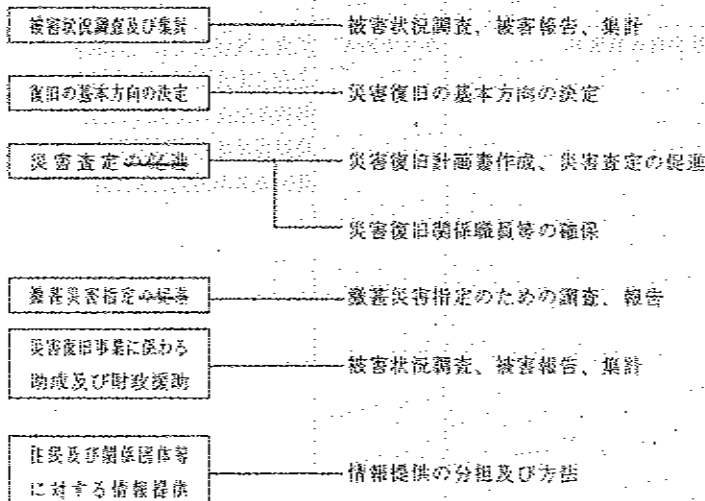 被害状況調査及び集計
被害状況調査、被害報告、集計
復旧の基本方向の決定
災害復旧の基本方向の決定
災害査定の促進
災害復旧計画書作成、災害査定の促進
災害復旧関係職員等の確保
激甚災害指定の促進
激甚災害指定のための調査、報告
災害復旧事業に係わる
助成及び財政援助
被害状況調査、被害報告、集計
住民及び関係団体等
に対する情報提供
情報提供の分担及び方法